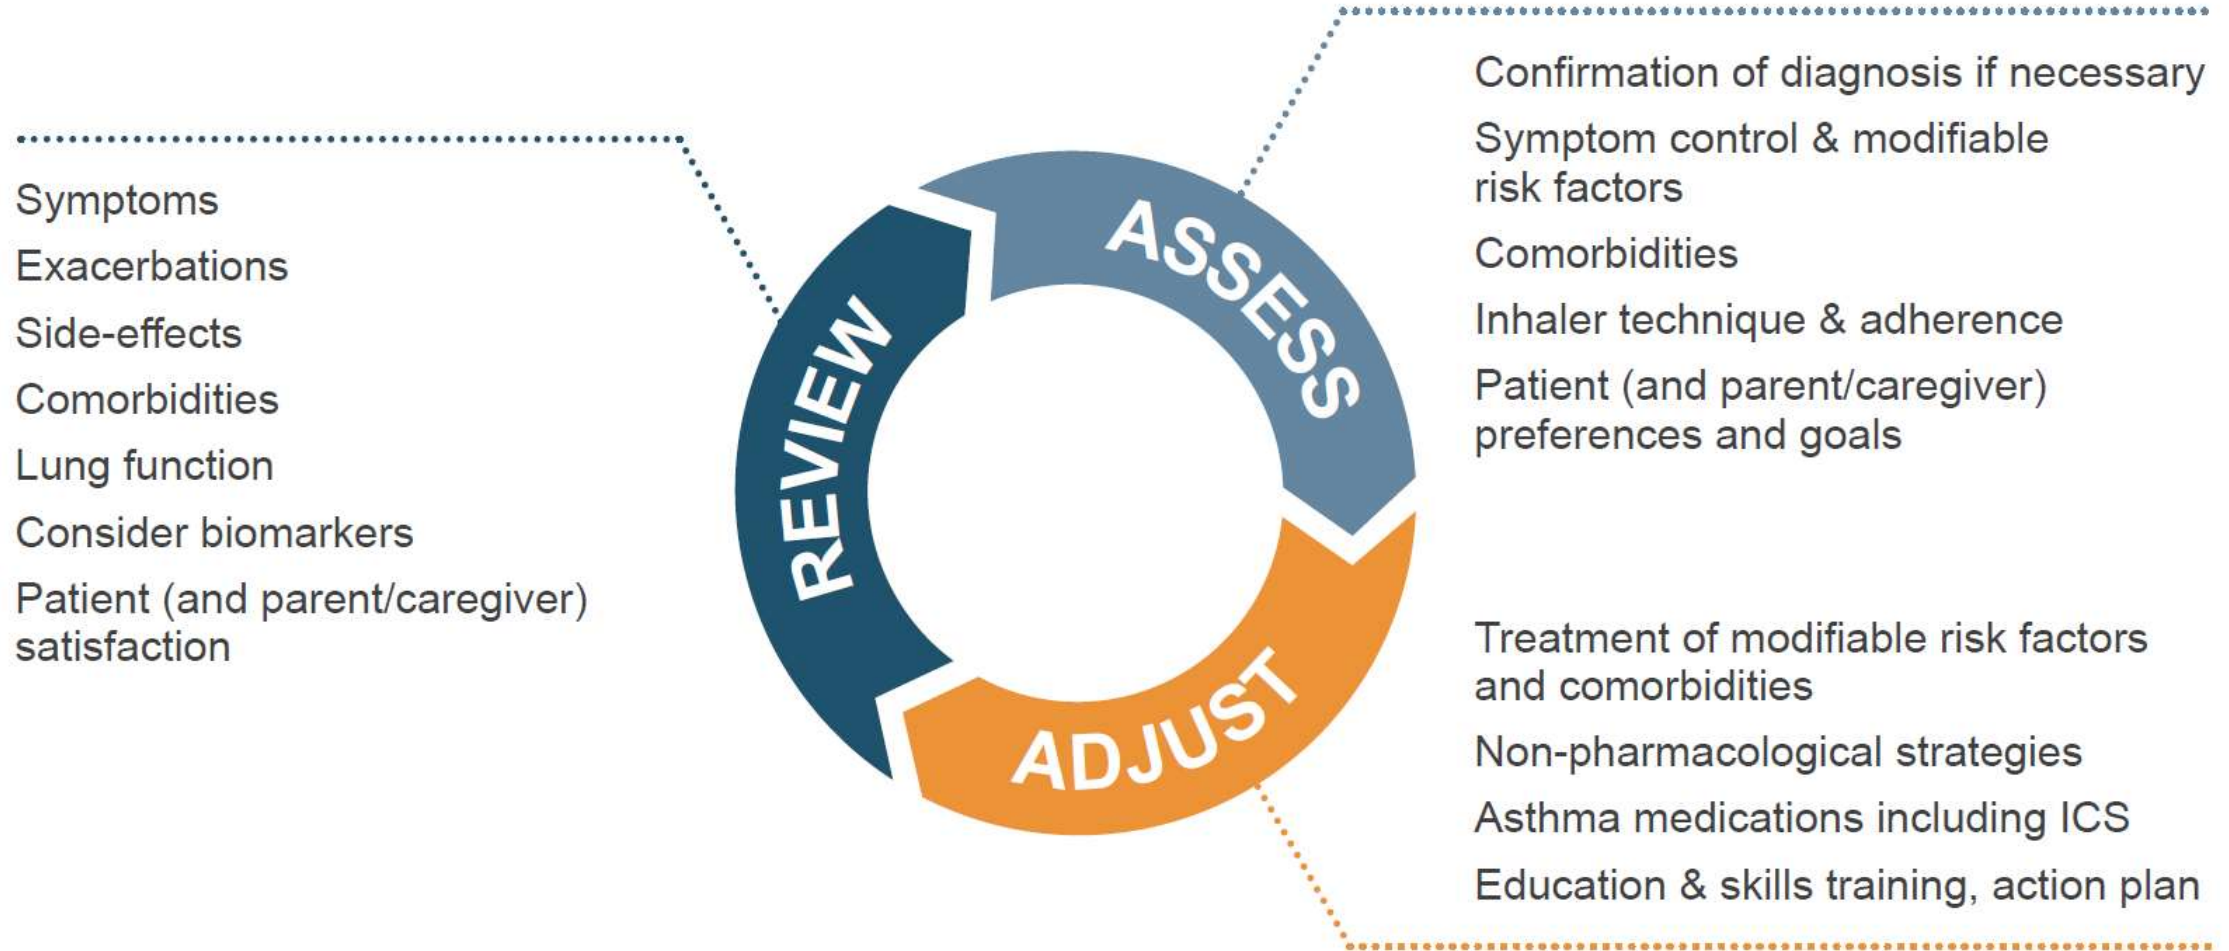 Symptoms
Exacerbations
Side-effects
Comorbidities
Lung function
Consider biomarkers
Patient (and parent/caregiver)
satisfaction
REVIEW
ASSESS
ADJUST
Confirmation of diagnosis if necessary
Symptom control & modifiable
risk factors
Comorbidities
Inhaler technique & adherence
Patient (and parent/caregiver)
preferences and goals
Treatment of modifiable risk factors
and comorbidities
Non-pharmacological strategies
Asthma medications including ICS
Education & skills training, action plan